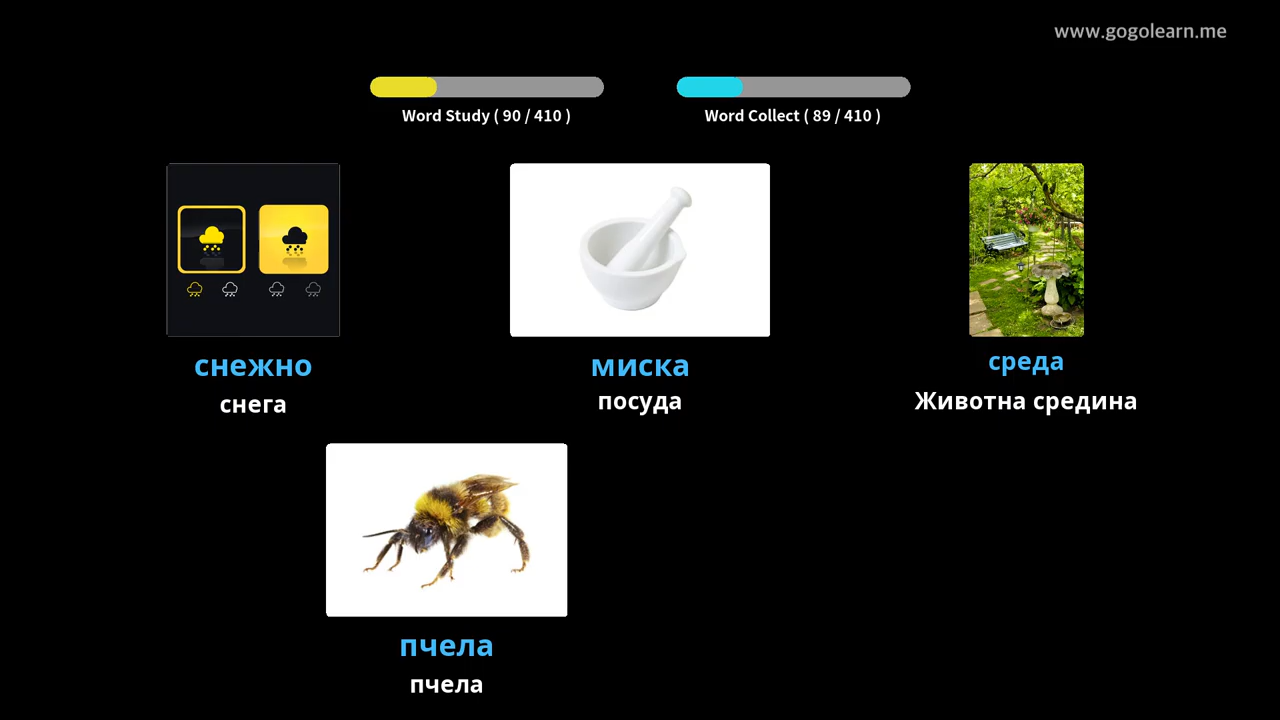 www.gogolearn.me
Word Study ( 90 / 410 )
Word Collect ( 89 / 410 )
снежно
снега
миска
посуда
среда
Животна средина
пчела
пчела